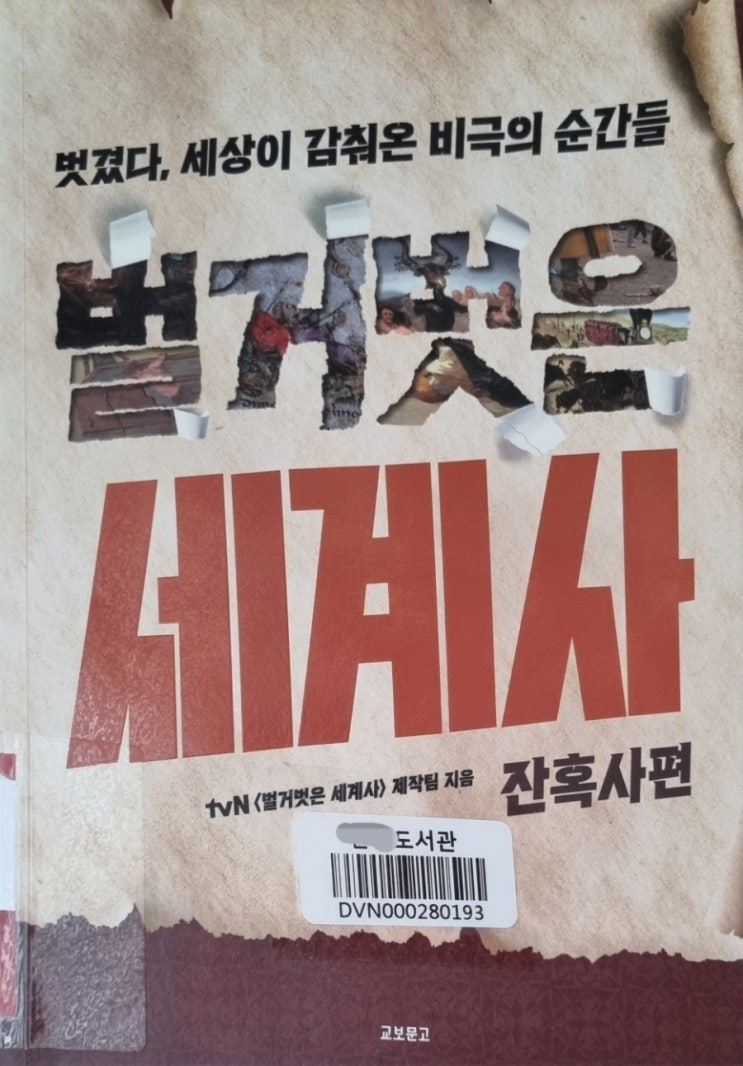 벗겼다, 세상이 감춰온 비극의 순간들
벌거벗은
세계사
tvN 〈벌거벗은 세계사〉 제작팀 지음
잔혹사편
도서관
DVN000280193
교보문고